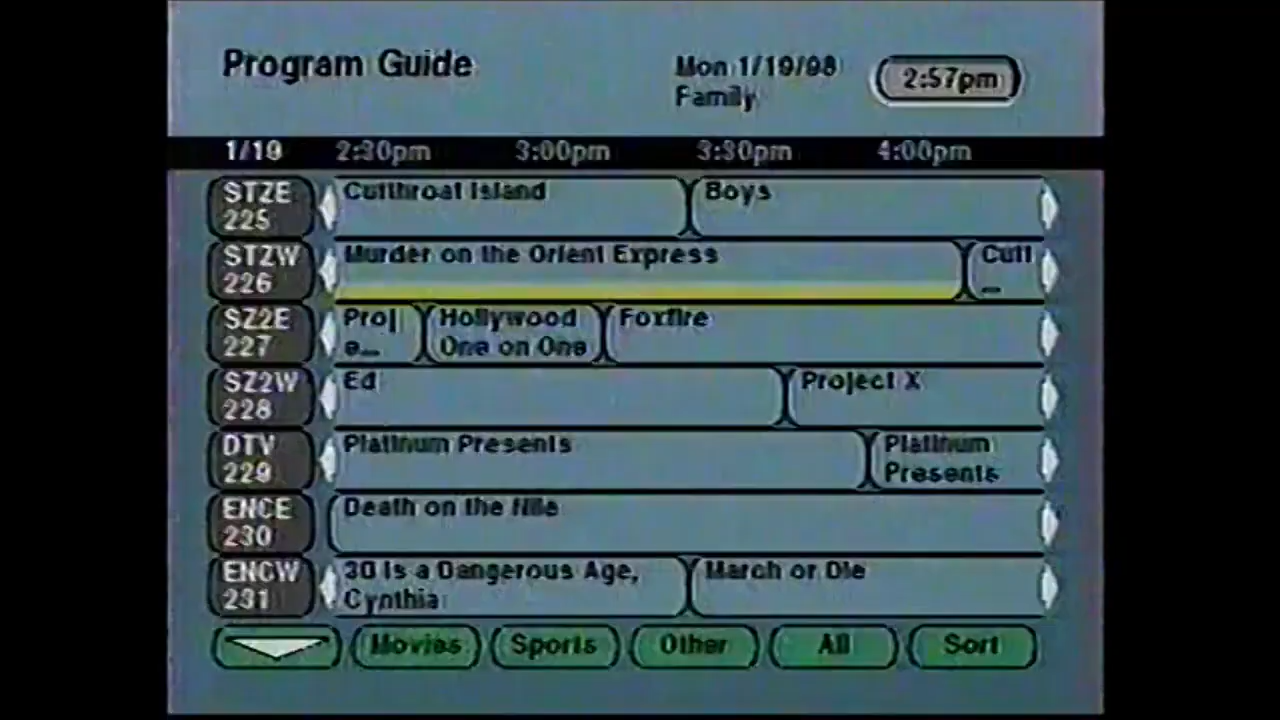 Program Guide
Mon 1/19/98
Family
2:57pm
1/19 2:30pm 3:00pm 3:30pm 4:00pm
STZE
225
Cutthroat Island
Boys
STZW
226
Murder on the Orient Express
Cutt
...
SZ2E
227
Proj
e...
Hollywood
One on One
Foxfire
SZ2W
228
Ed
Project X
DTV
229
Platinum Presents
Platinum
Presents
ENCE
230
Death on the Nile
ENCW
231
30 Is a Dangerous Age,
Cynthia
March or Die
Movies Sports Other All Sort